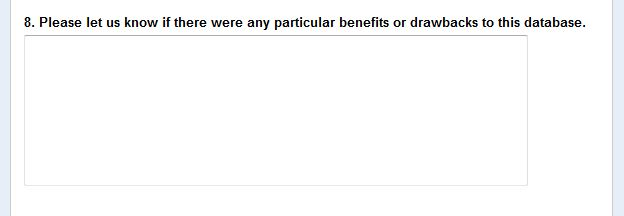 8. Please let us know if there were any particular benefits or drawbacks to this database.